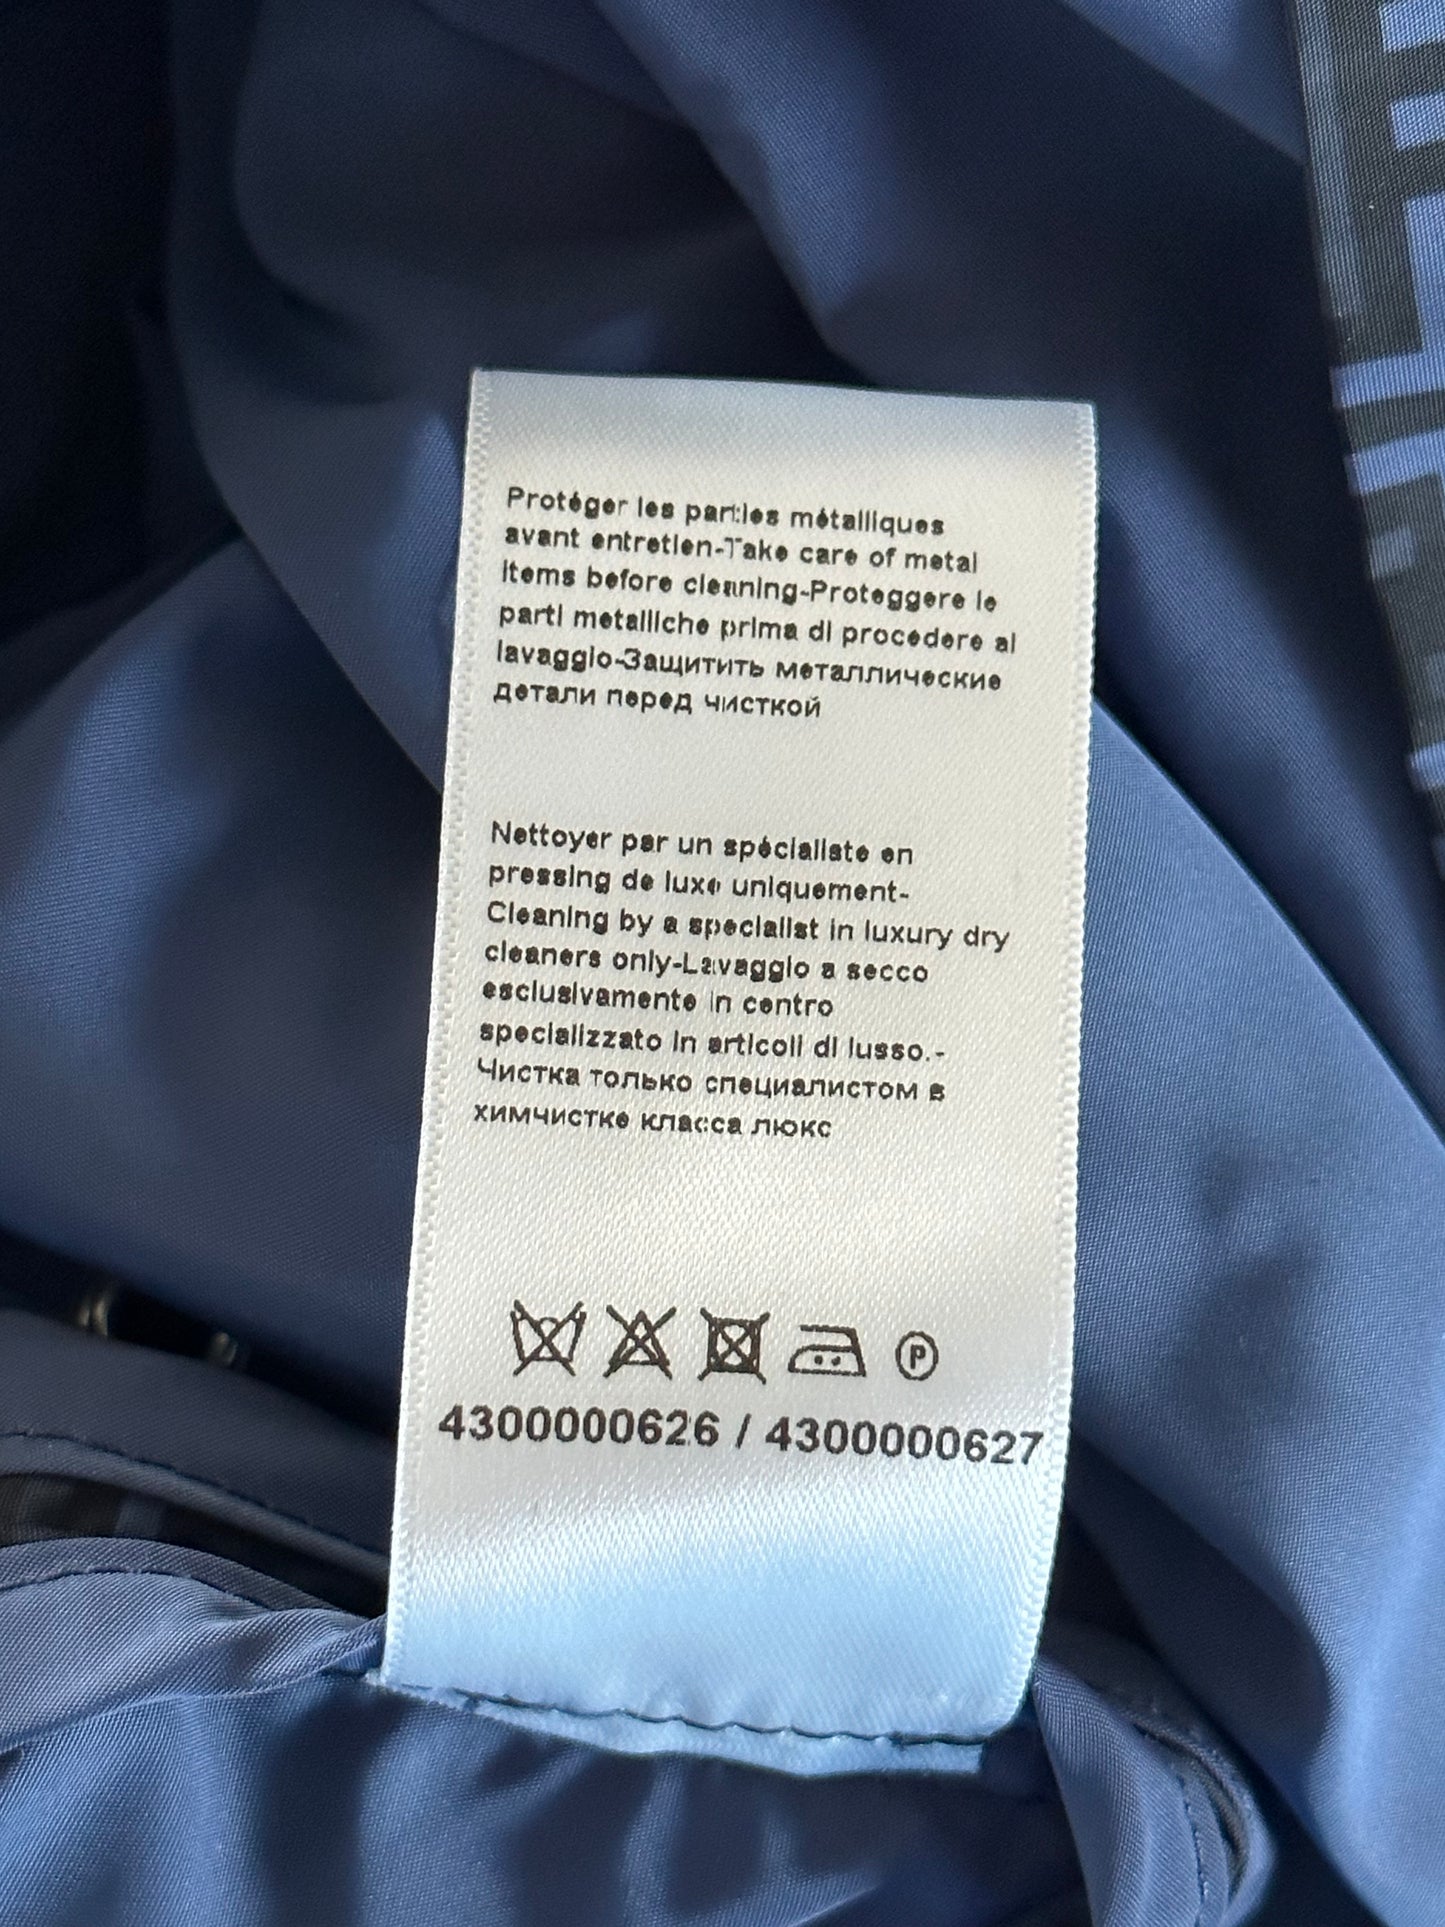 Protéger les parties métalliques
avant entretien-Take care of metal
items before cleaning-Proteggere le
parti metalliche prima di procedere al
lavaggio-Защитить металлические
детали перед чисткой
Nettoyer par un spécialiste en
pressing de luxe uniquement-
Cleaning by a specialist in luxury dry
cleaners only-Lavaggio a secco
esclusivamente in centro
specializzato in articoli di lusso.-
Чистка только специалистом в
химчистке класса люкс
P
4300000626 / 4300000627